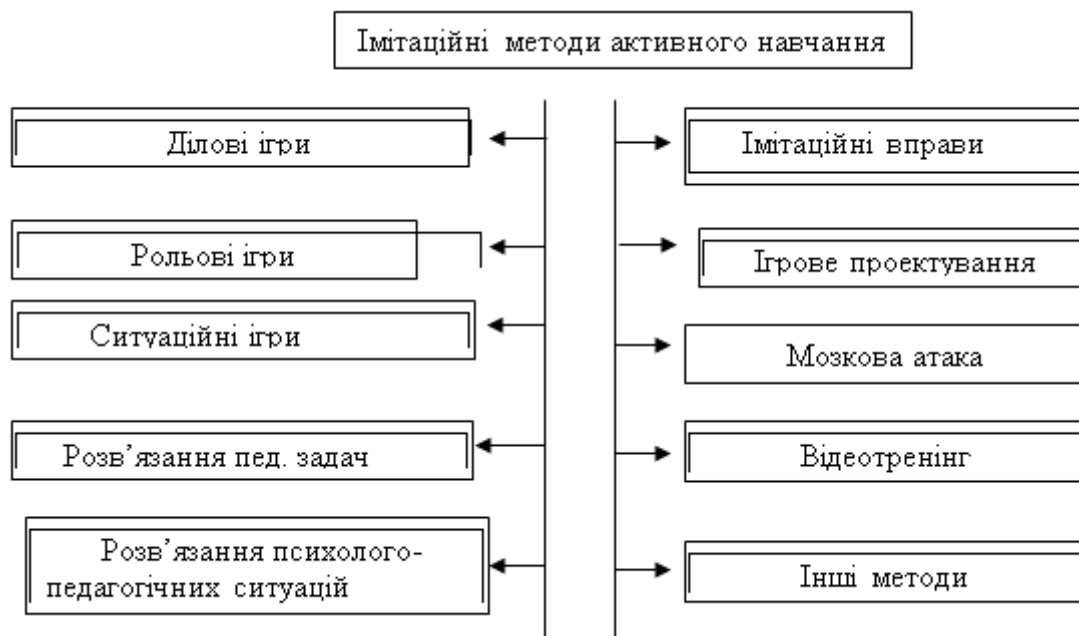 Імітаційні методи активного навчання
Ділові ігри
Рольові ігри
Ситуаційні ігри
Розв’язання пед. задач
Розв’язання психолого-
педагогічних ситуацій
Імітаційні вправи
Ігрове проектування
Мозкова атака
Відеотренінг
Інші методи